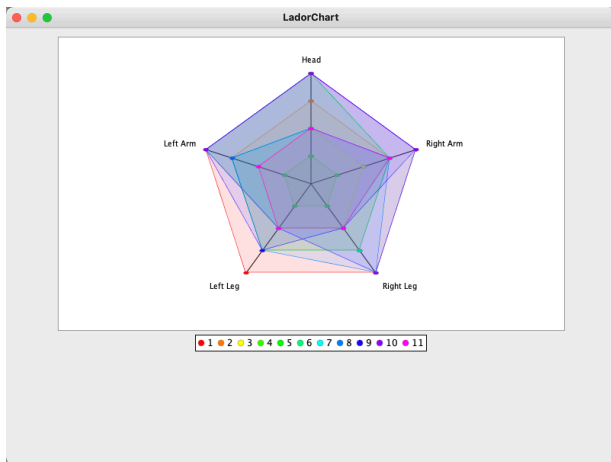 LadorChart
Head
Left Arm
Right Arm
Left Leg
Right Leg
1 2 3 4 5 6 7 8 9 10 11